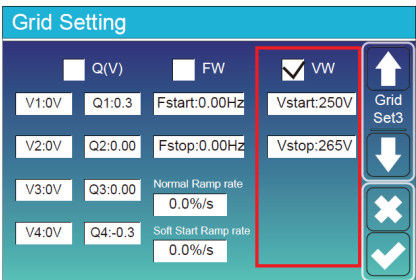 Grid Setting
Q(V) FW VW
V1:0V Q1:0.3 Fstart:0.00Hz Vstart:250V
V2:0V Q2:0.00 Fstop:0.00Hz Vstop:265V
V3:0V Q3:0.00 Normal Ramp rate
0.0%/s
V4:0V Q4:-0.3 Soft Start Ramp rate
0.0%/s
Grid
Set3